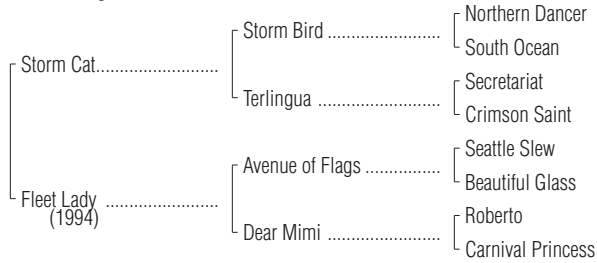 Northern Dancer
Storm Bird ........................
South Ocean
Storm Cat..........................
Secretariat
Terlingua ..........................
Crimson Saint
Seattle Slew
Avenue of Flags ................
Beautiful Glass
Fleet Lady ........................
(1994)
Roberto
Dear Mimi .........................
Carnival Princess